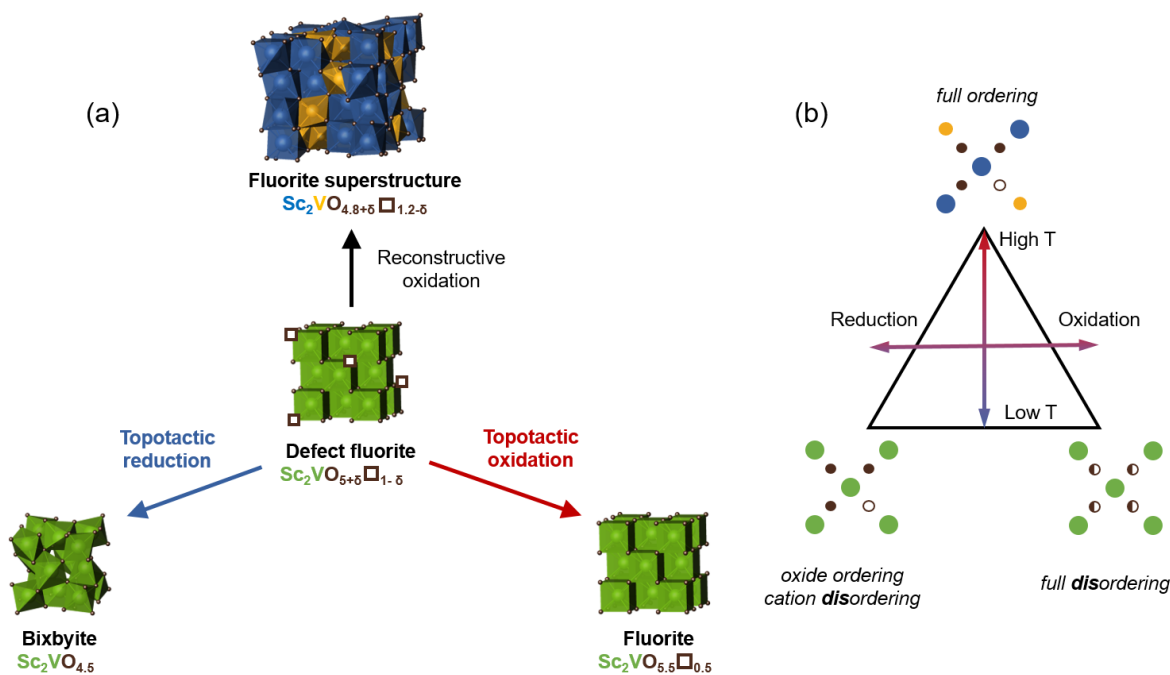 (a)
Fluorite superstructure
Sc₂VO₄.₈₊δ□₁.₂₋δ
Reconstructive
oxidation
Topotactic
reduction
Defect fluorite
Sc₂VO₅₊δ□₁₋ δ
Topotactic
oxidation
Bixbyite
Sc₂VO₄.₅
Fluorite
Sc₂VO₅.₅□₀.₅
(b)
full ordering
High T
Reduction
Oxidation
Low T
oxide ordering
cation disordering
full disordering